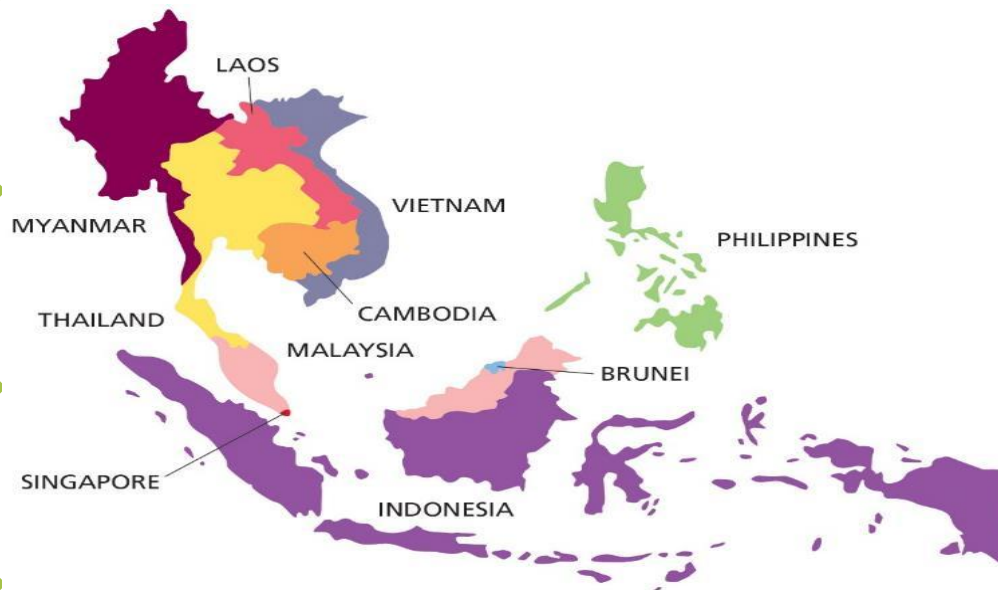 LAOS
VIETNAM
MYANMAR
PHILIPPINES
CAMBODIA
THAILAND
MALAYSIA
BRUNEI
SINGAPORE
INDONESIA